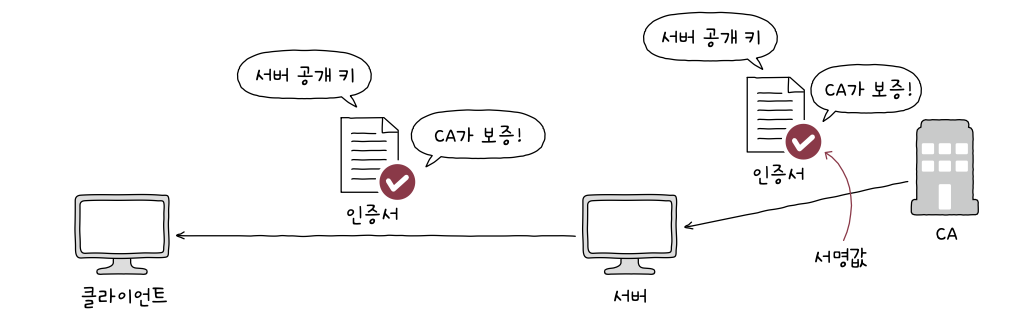 서버 공개 키
CA가 보증!
인증서
클라이언트
서버 공개 키
CA가 보증!
인증서
서명값
서버
CA